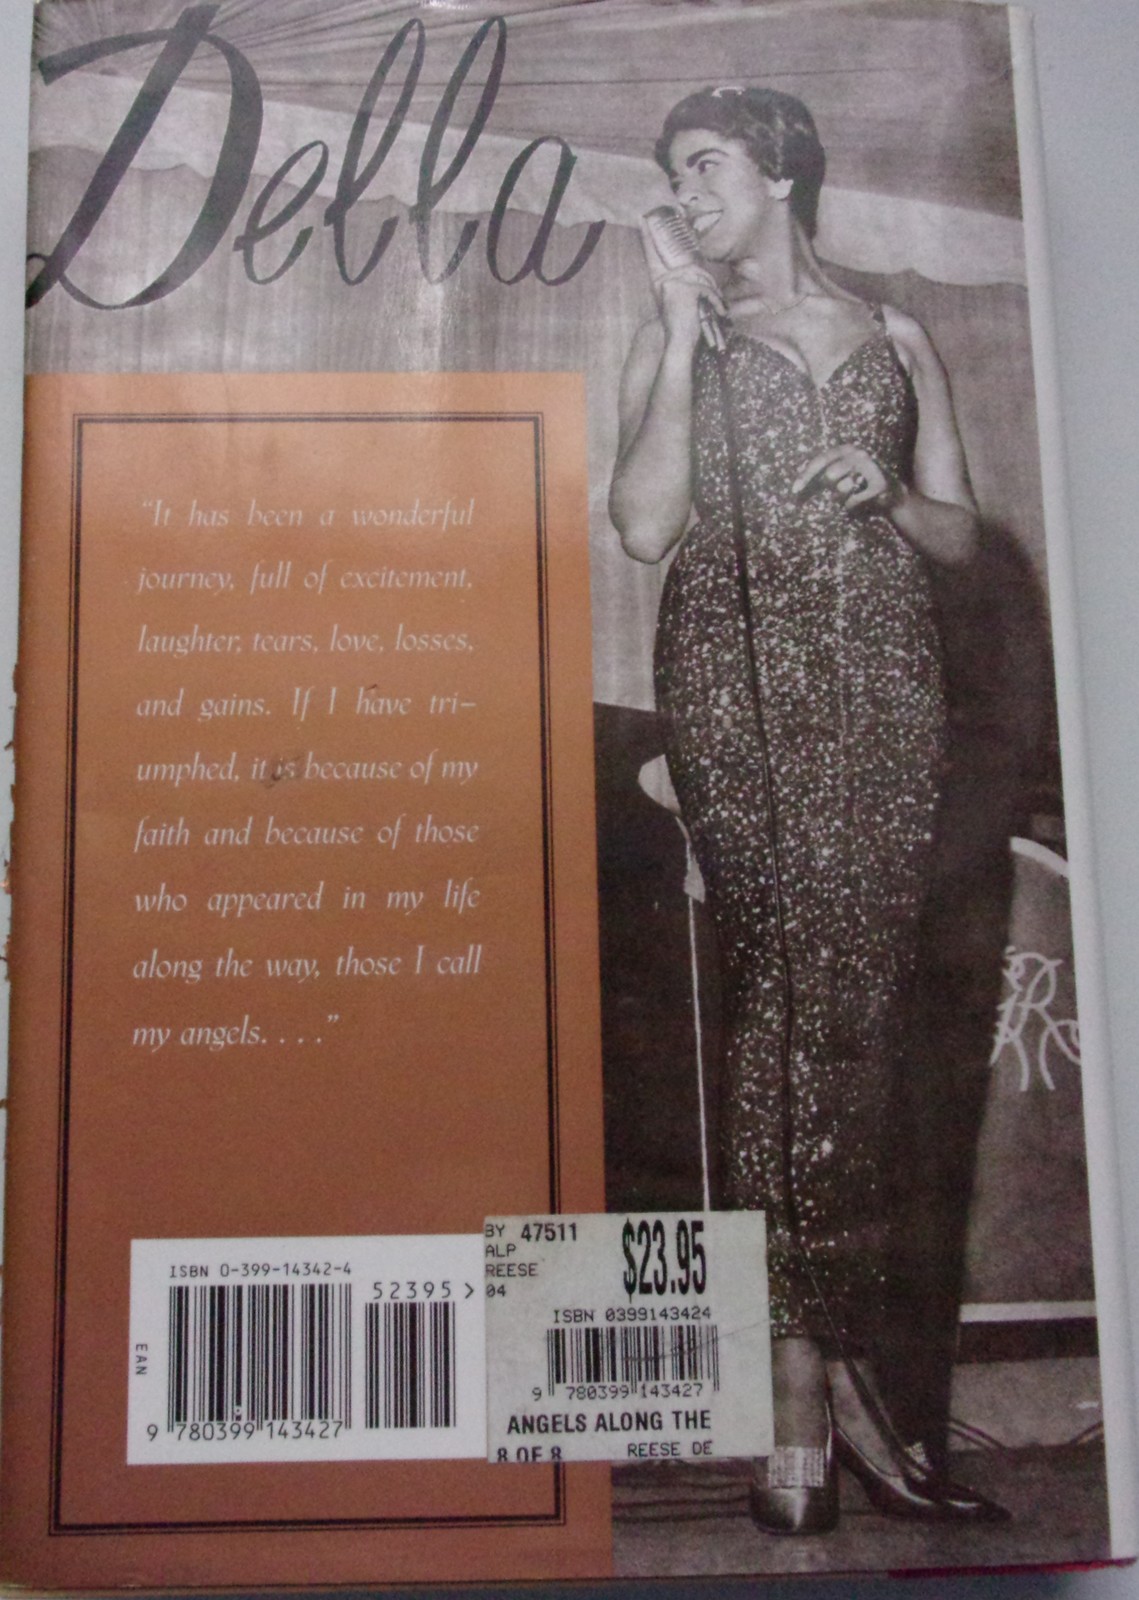 Della
“It has been a wonderful
journey, full of excitement,
laughter, tears, love, losses,
and gains. If I have tri–
umphed, it is because of my
faith and because of those
who appeared in my life
along the way, those I call
my angels. . . .”
ISBN 0-399-14342-4
52395 >
EAN
9 780399 143427
BY 47511
ALP
REESE
04
$23.95
ISBN 0399143424
9 780399 143427
ANGELS ALONG THE
8 OF 8 REESE DE